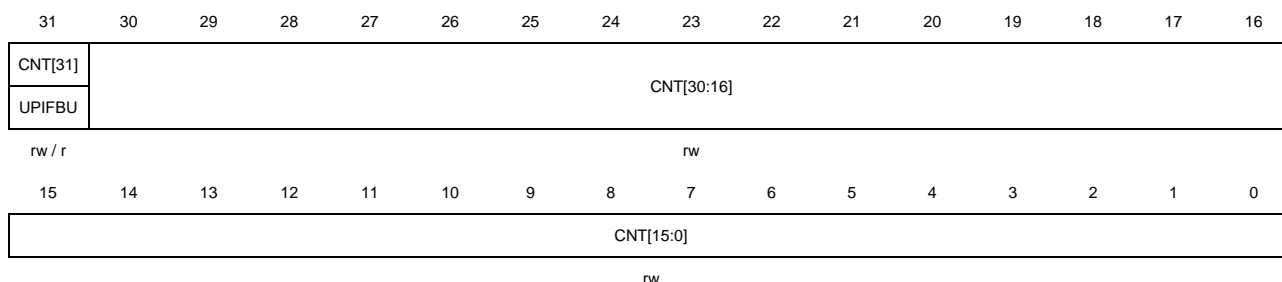 31 30 29 28 27 26 25 24 23 22 21 20 19 18 17 16
CNT[31]
CNT[30:16]
UPIFBU
rw / r rw
15 14 13 12 11 10 9 8 7 6 5 4 3 2 1 0
CNT[15:0]
rw